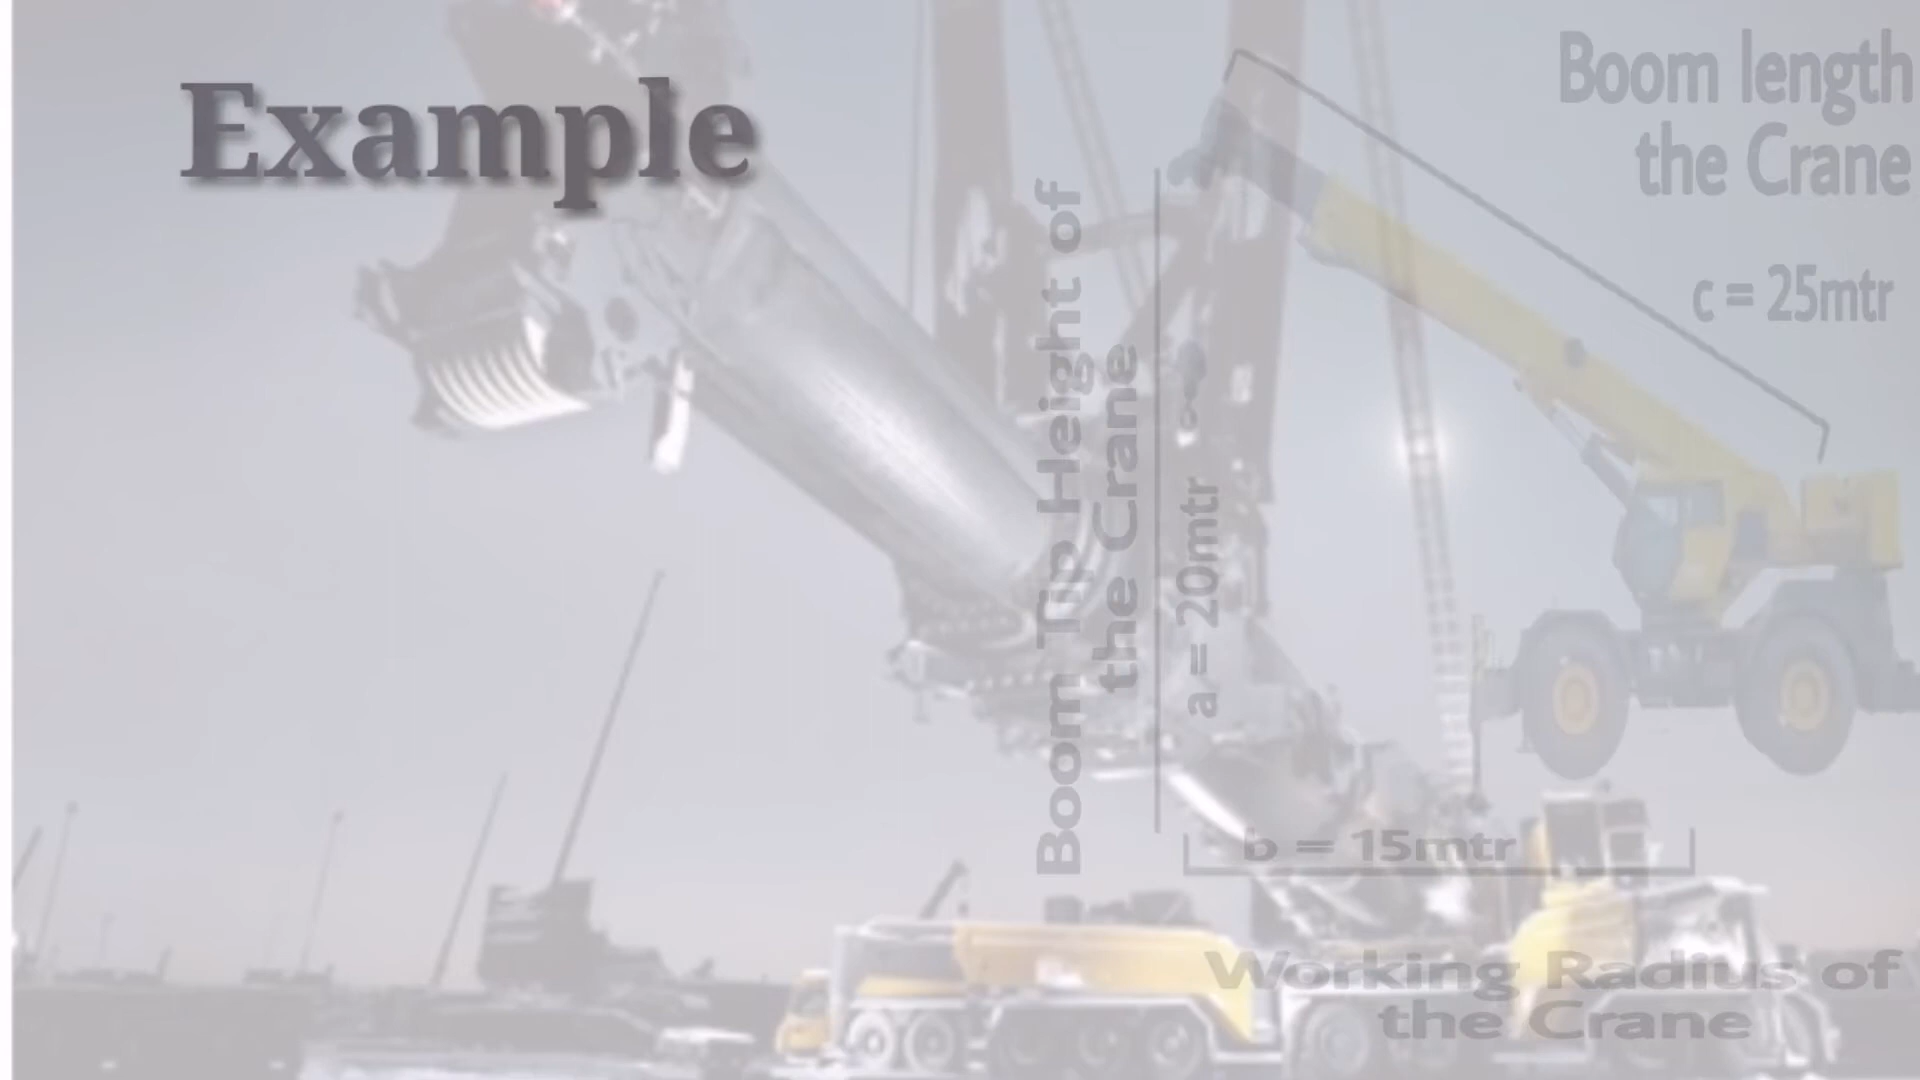 Example
Boom length
the Crane
c = 25mtr
Boom Tip Height of
the Crane
a = 20mtr
b = 15mtr
Working Radius of
the Crane